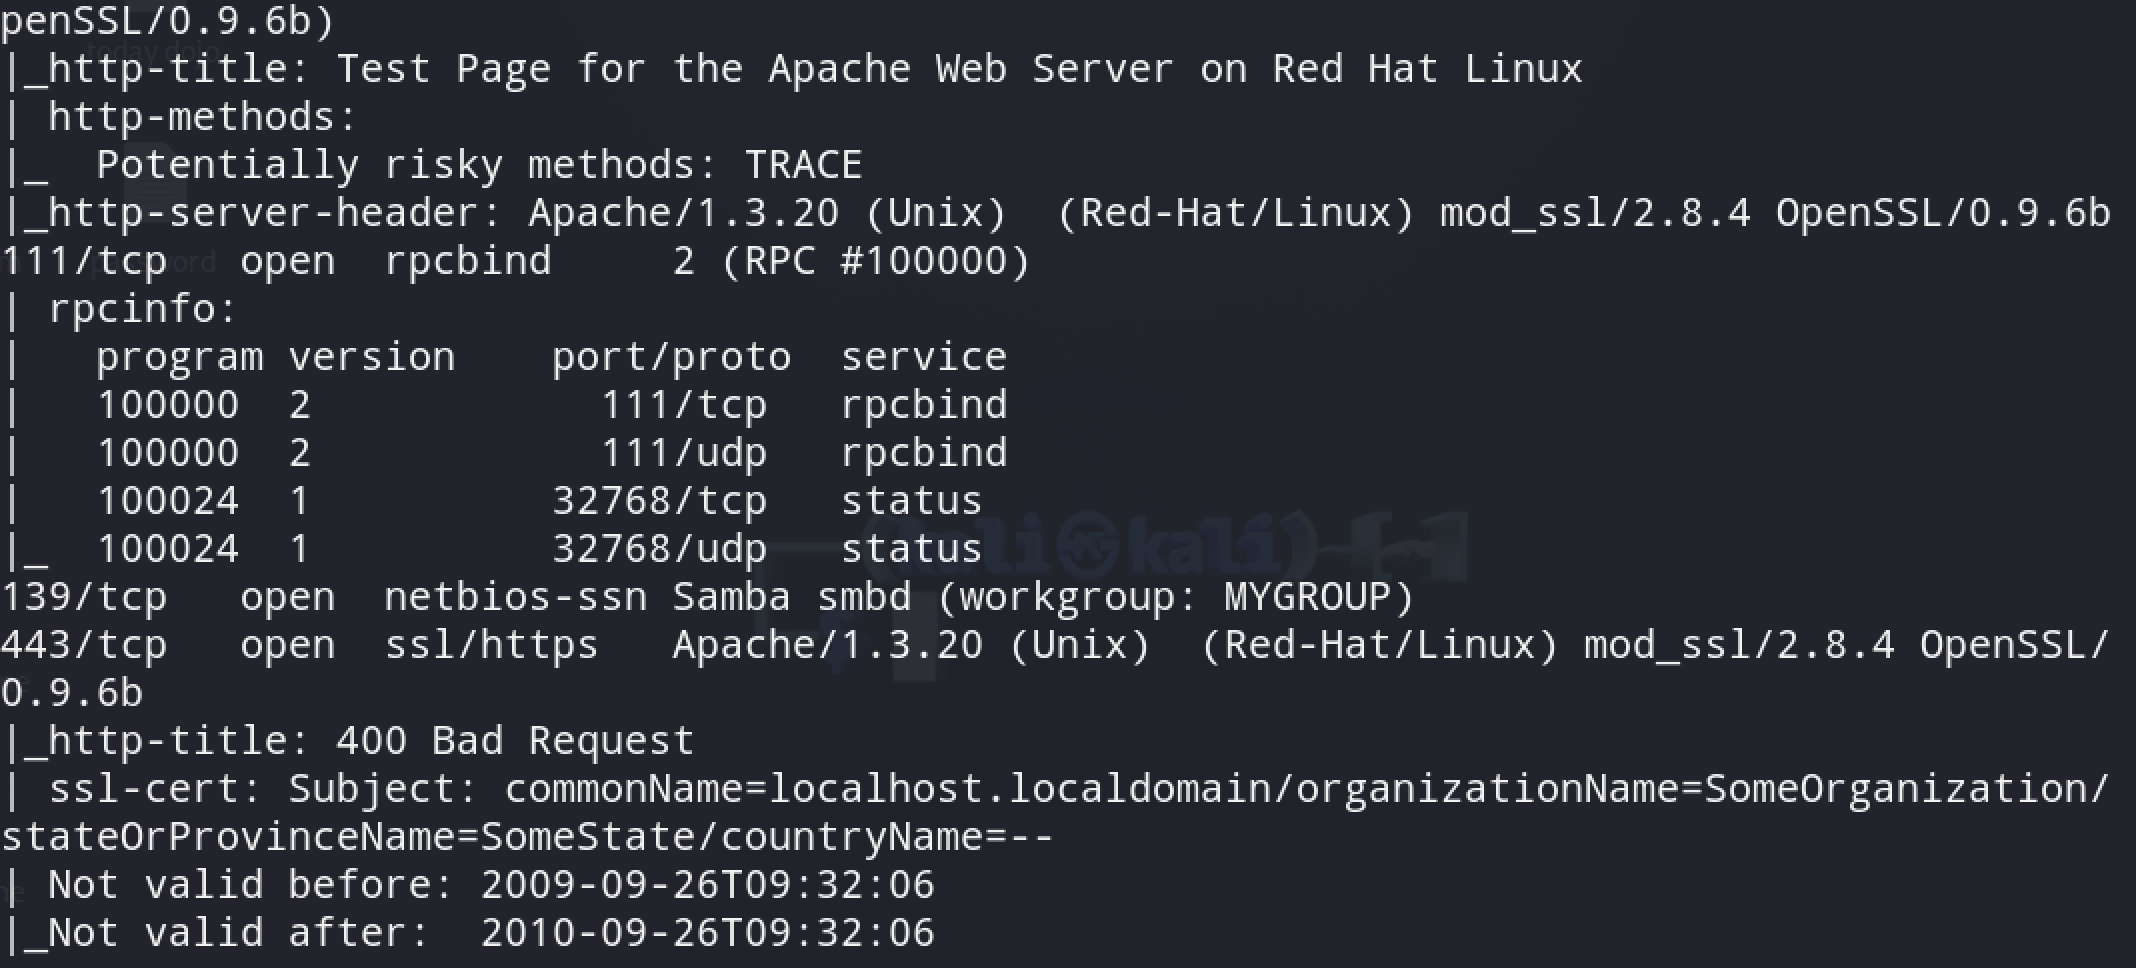 penSSL/0.9.6b)
|_http-title: Test Page for the Apache Web Server on Red Hat Linux
| http-methods:
|_  Potentially risky methods: TRACE
|_http-server-header: Apache/1.3.20 (Unix)  (Red-Hat/Linux) mod_ssl/2.8.4 OpenSSL/0.9.6b
111/tcp   open  rpcbind     2 (RPC #100000)
| rpcinfo:
|   program version    port/proto  service
|   100000  2            111/tcp   rpcbind
|   100000  2            111/udp   rpcbind
|   100024  1          32768/tcp   status
|_  100024  1          32768/udp   status
139/tcp   open  netbios-ssn Samba smbd (workgroup: MYGROUP)
443/tcp   open  ssl/https   Apache/1.3.20 (Unix)  (Red-Hat/Linux) mod_ssl/2.8.4 OpenSSL/
0.9.6b
|_http-title: 400 Bad Request
| ssl-cert: Subject: commonName=localhost.localdomain/organizationName=SomeOrganization/
stateOrProvinceName=SomeState/countryName=--
| Not valid before: 2009-09-26T09:32:06
|_Not valid after:  2010-09-26T09:32:06